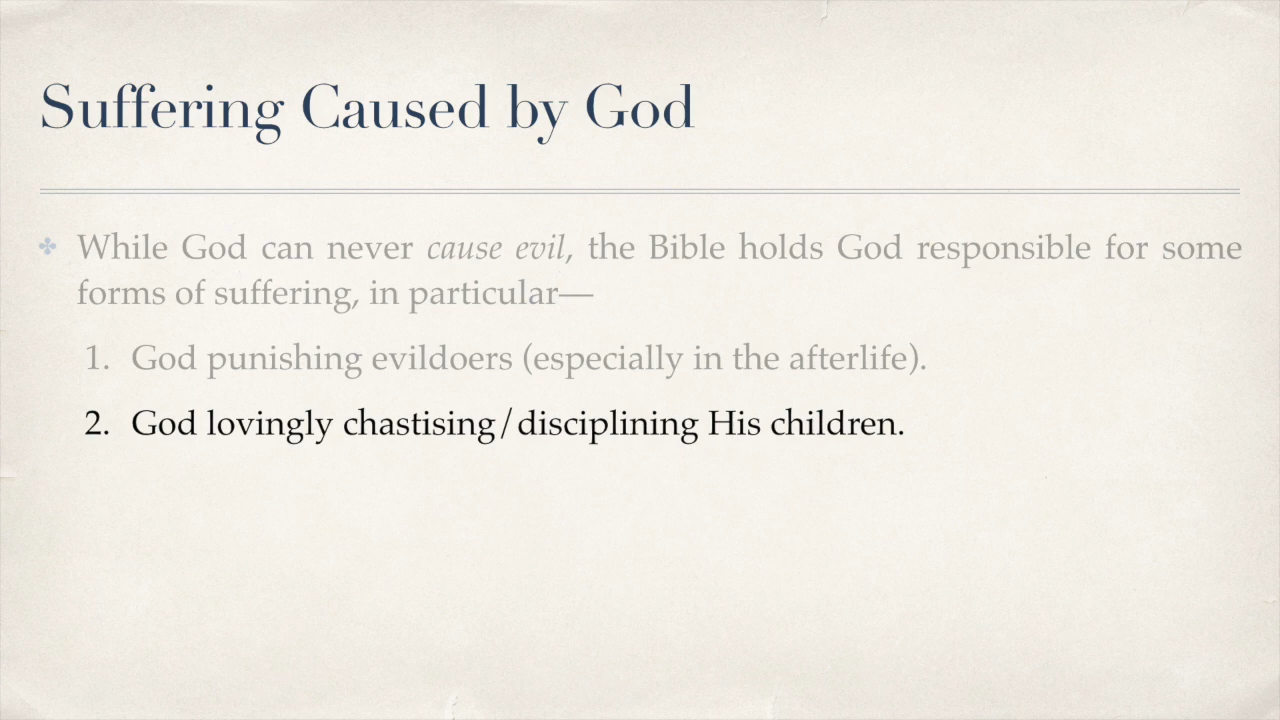 Suffering Caused by God
While God can never cause evil, the Bible holds God responsible for some
forms of suffering, in particular—
1. God punishing evildoers (especially in the afterlife).
2. God lovingly chastising/disciplining His children.